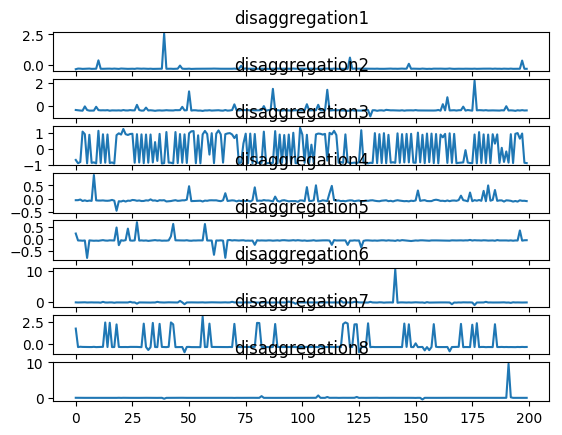 disaggregation1
2.5
0.0
disaggregation2
2
0
disaggregation3
1
0
−1
disaggregation4
0.5
0.0
−0.5
disaggregation5
0.5
0.0
−0.5
disaggregation6
10
0
disaggregation7
2.5
0.0
disaggregation8
10
0
0 25 50 75 100 125 150 175 200